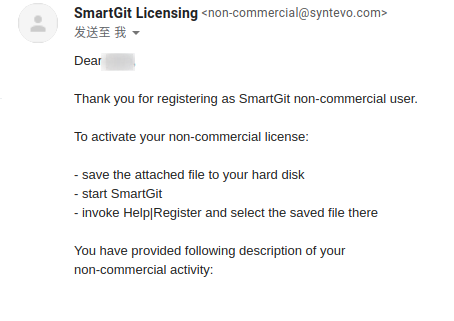 SmartGit Licensing <non-commercial@syntevo.com>
发送至 我
Dear
Thank you for registering as SmartGit non-commercial user.
To activate your non-commercial license:
- save the attached file to your hard disk
- start SmartGit
- invoke Help|Register and select the saved file there
You have provided following description of your
non-commercial activity: